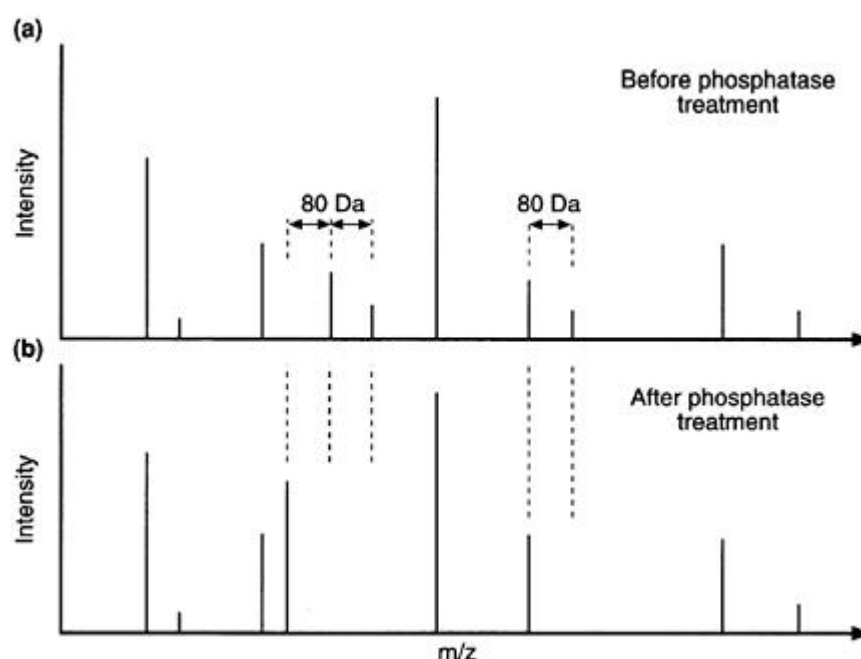 (a)
Before phosphatase
treatment
Intensity
80 Da
80 Da
(b)
After phosphatase
treatment
Intensity
m/z